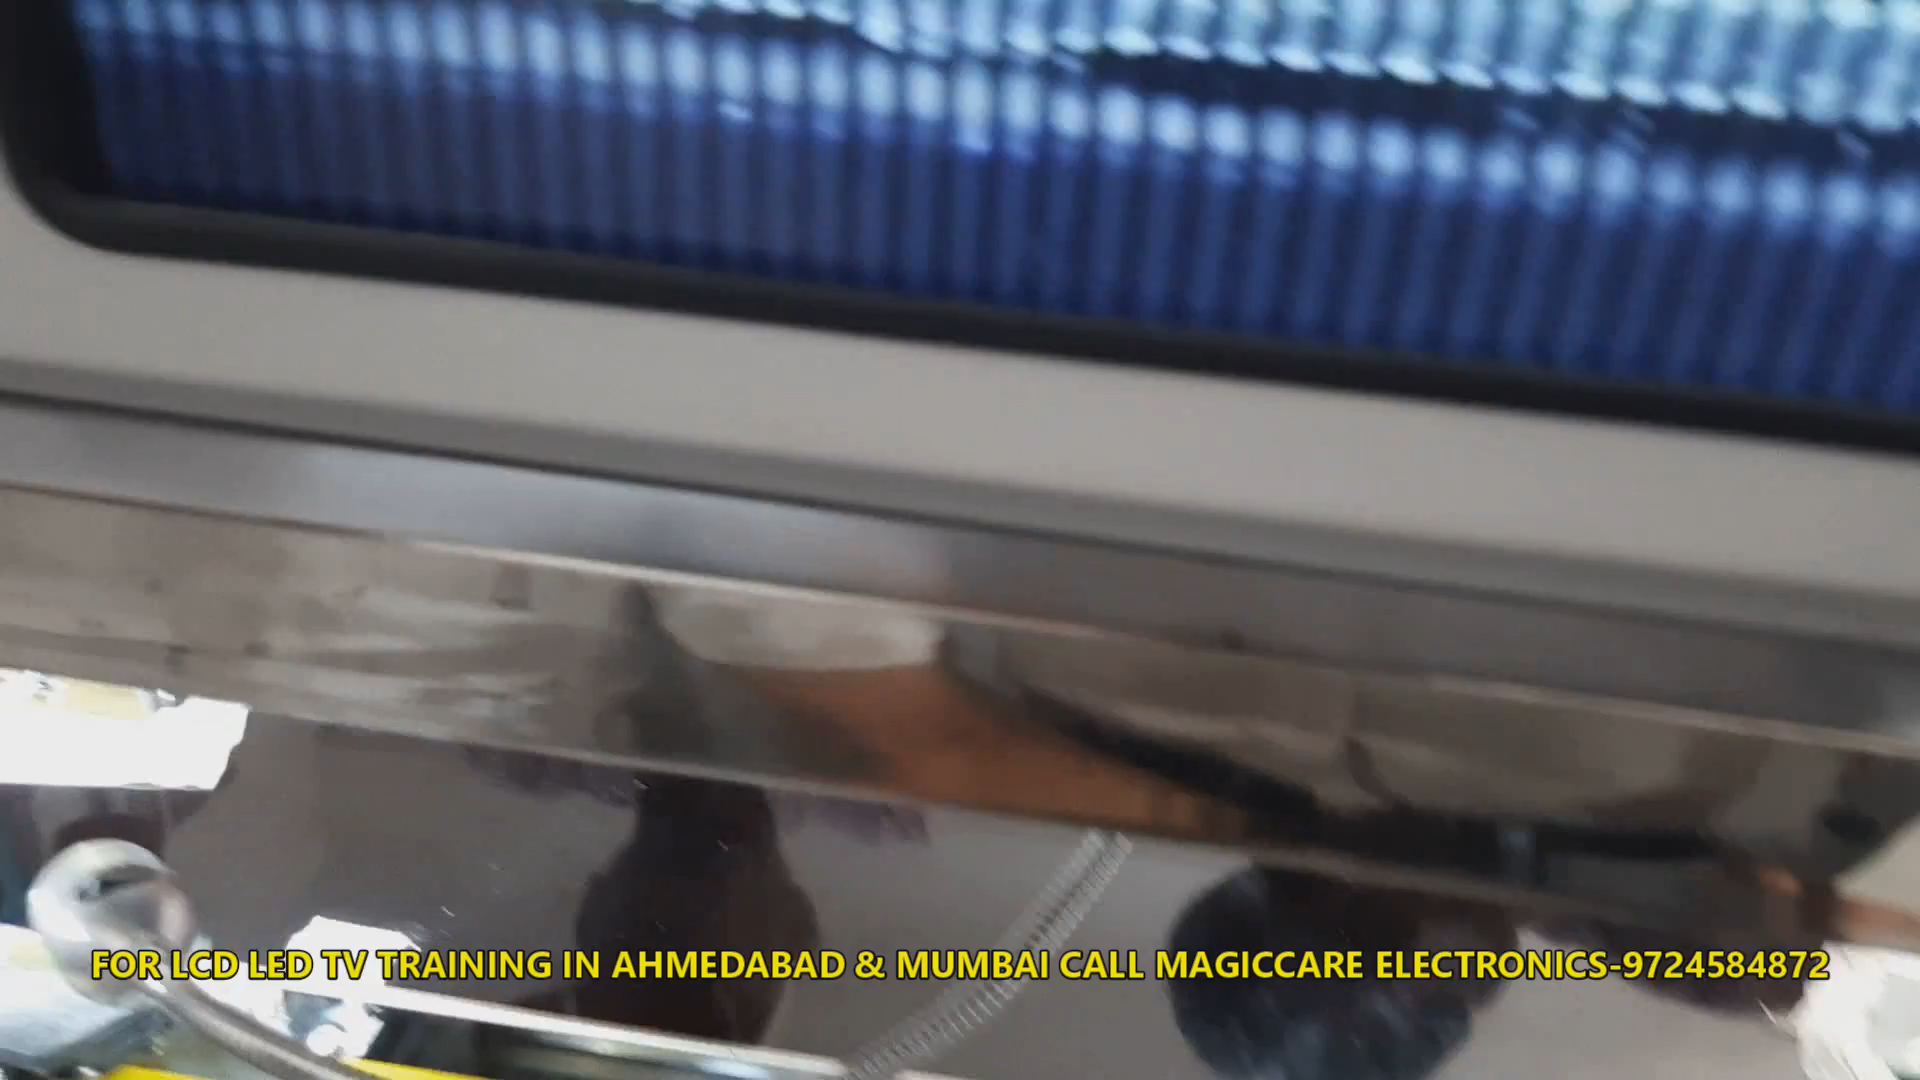 FOR LCD LED TV TRAINING IN AHMEDABAD & MUMBAI CALL MAGICCARE ELECTRONICS-9724584872